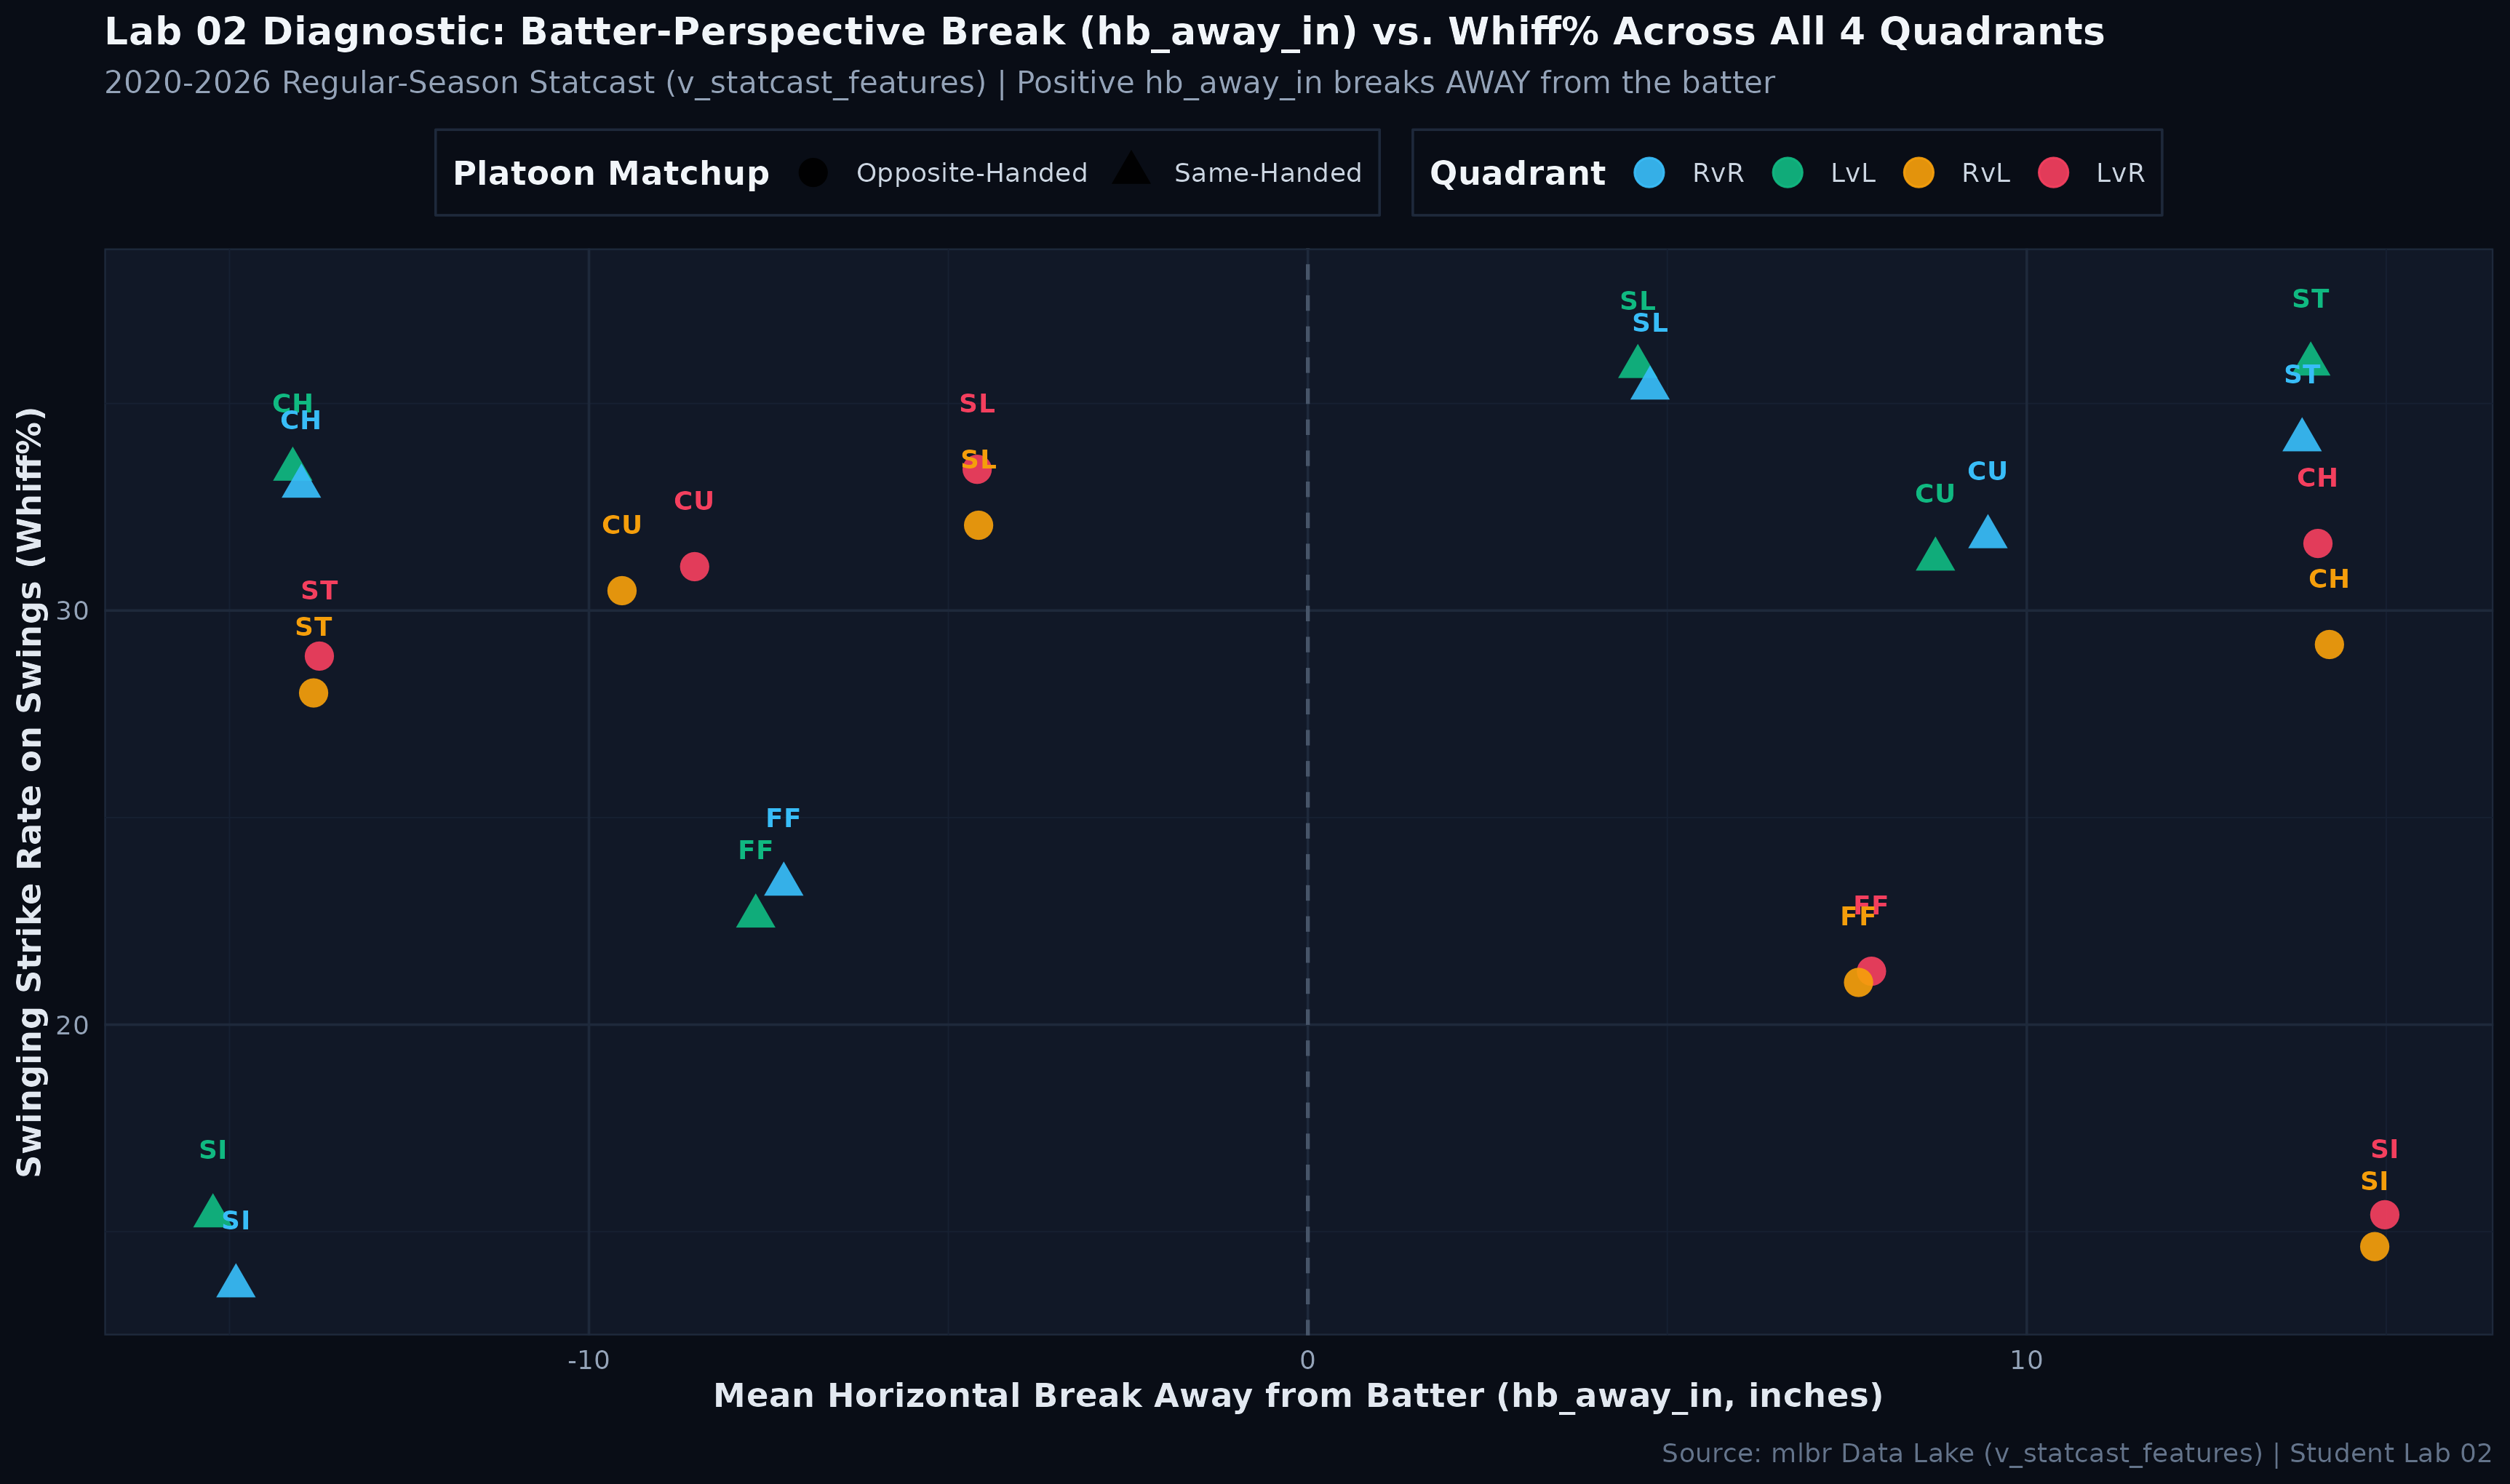 Lab 02 Diagnostic: Batter-Perspective Break (hb_away_in) vs. Whiff% Across All 4 Quadrants
2020-2026 Regular-Season Statcast (v_statcast_features) | Positive hb_away_in breaks AWAY from the batter
Platoon Matchup Opposite-Handed Same-Handed Quadrant RvR LvL RvL LvR
Swinging Strike Rate on Swings (Whiff%)
ST
SL
SL
ST
CH
SL
CH
SL
CU
CH
CU
CU
CU
CH
ST
30
ST
FF
FF
FF
FF
20
SI
SI
SI
SI
-10 0 10
Mean Horizontal Break Away from Batter (hb_away_in, inches)
Source: mlbr Data Lake (v_statcast_features) | Student Lab 02